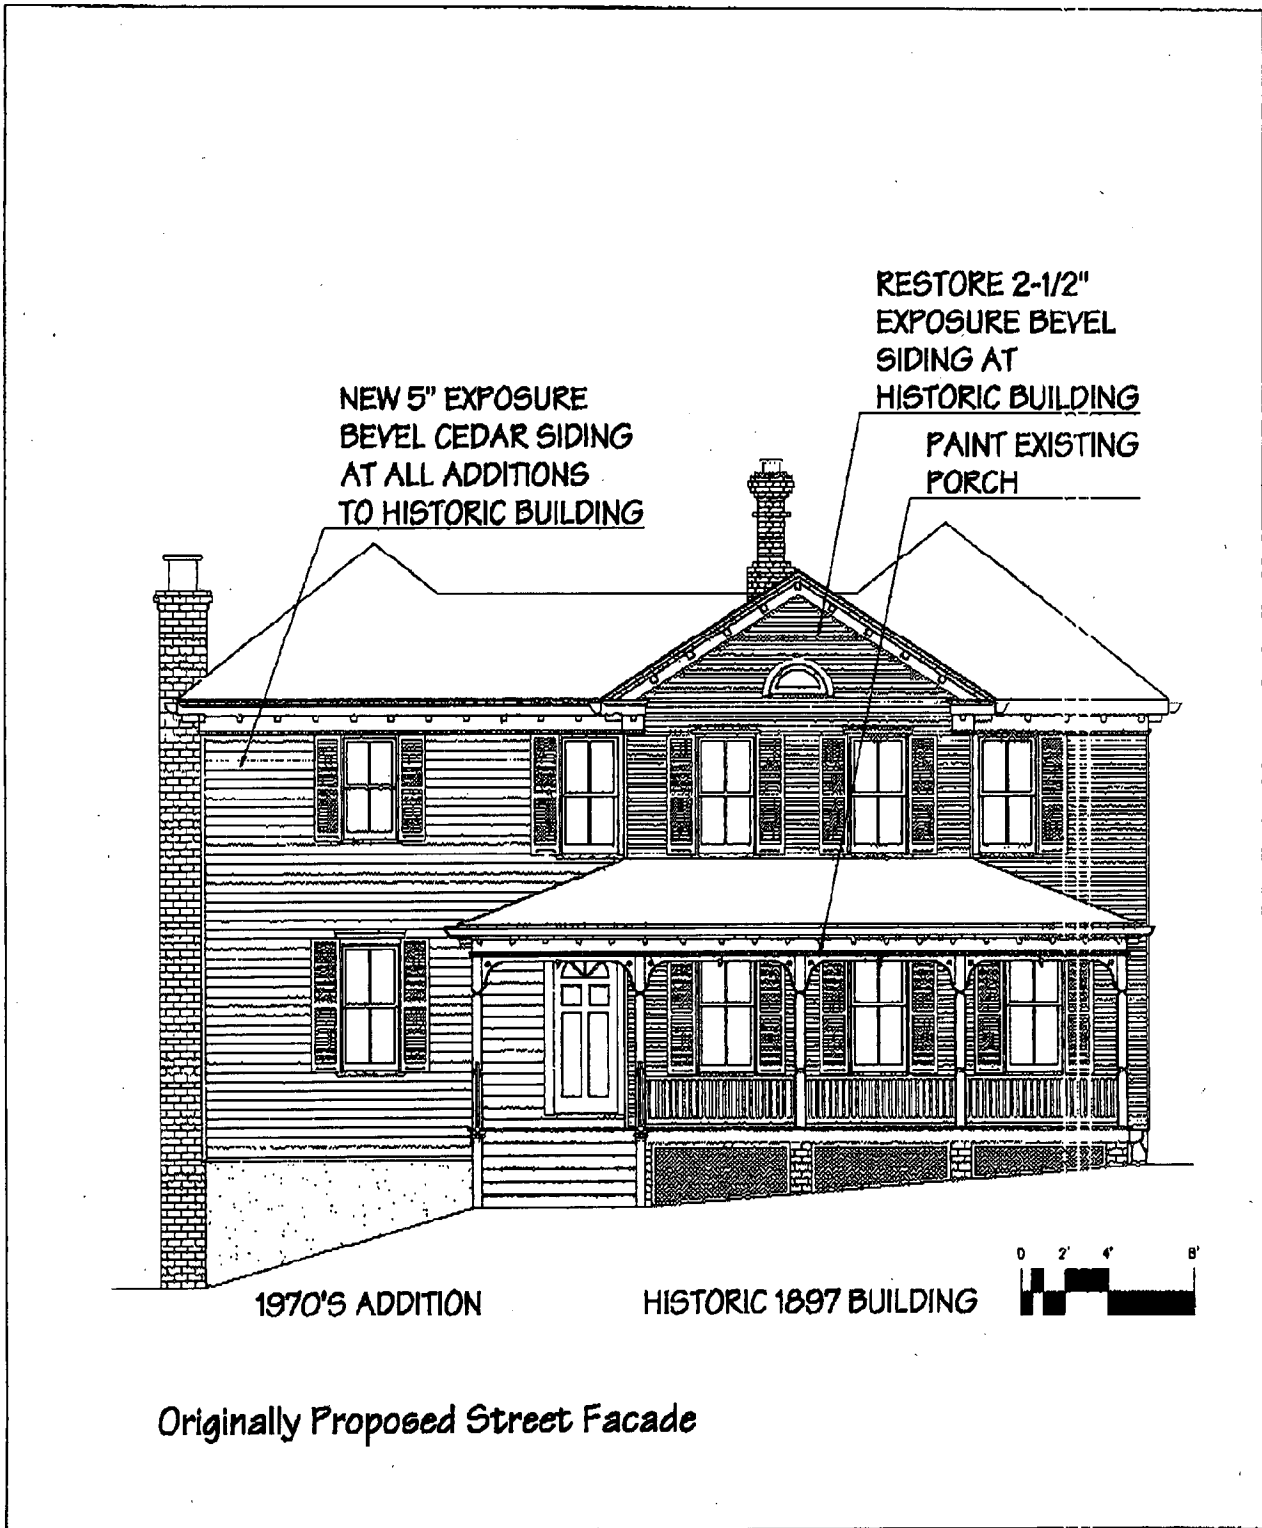 RESTORE 2-1/2"
EXPOSURE BEVEL
SIDING AT
HISTORIC BUILDING
NEW 5" EXPOSURE
BEVEL CEDAR SIDING
AT ALL ADDITIONS
TO HISTORIC BUILDING
PAINT EXISTING
PORCH
0 2' 4' 8'
1970'S ADDITION
HISTORIC 1897 BUILDING
Originally Proposed Street Facade